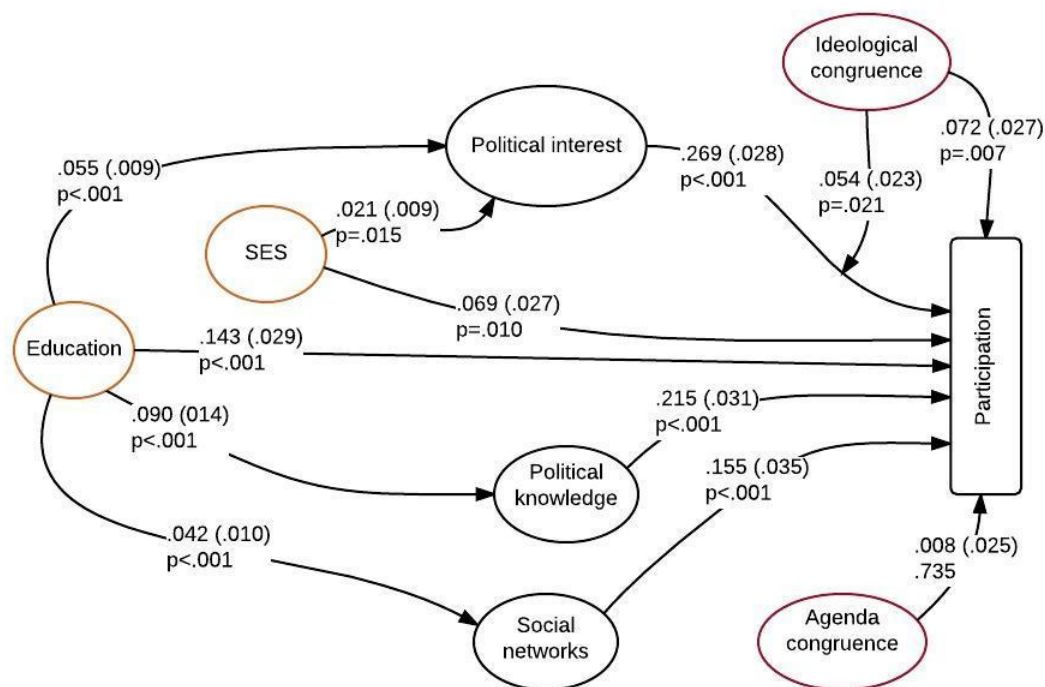 Ideological
congruence
.072 (.027)
p=.007
.054 (.023)
p=.021
Political interest
.269 (.028)
p<.001
.055 (.009)
p<.001
.021 (.009)
p=.015
SES
.069 (.027)
p=.010
Education
.143 (.029)
p<.001
Participation
.090 (014)
p<.001
.215 (.031)
p<.001
Political
knowledge
.155 (.035)
p<.001
.042 (.010)
p<.001
Social
networks
.008 (.025)
.735
Agenda
congruence